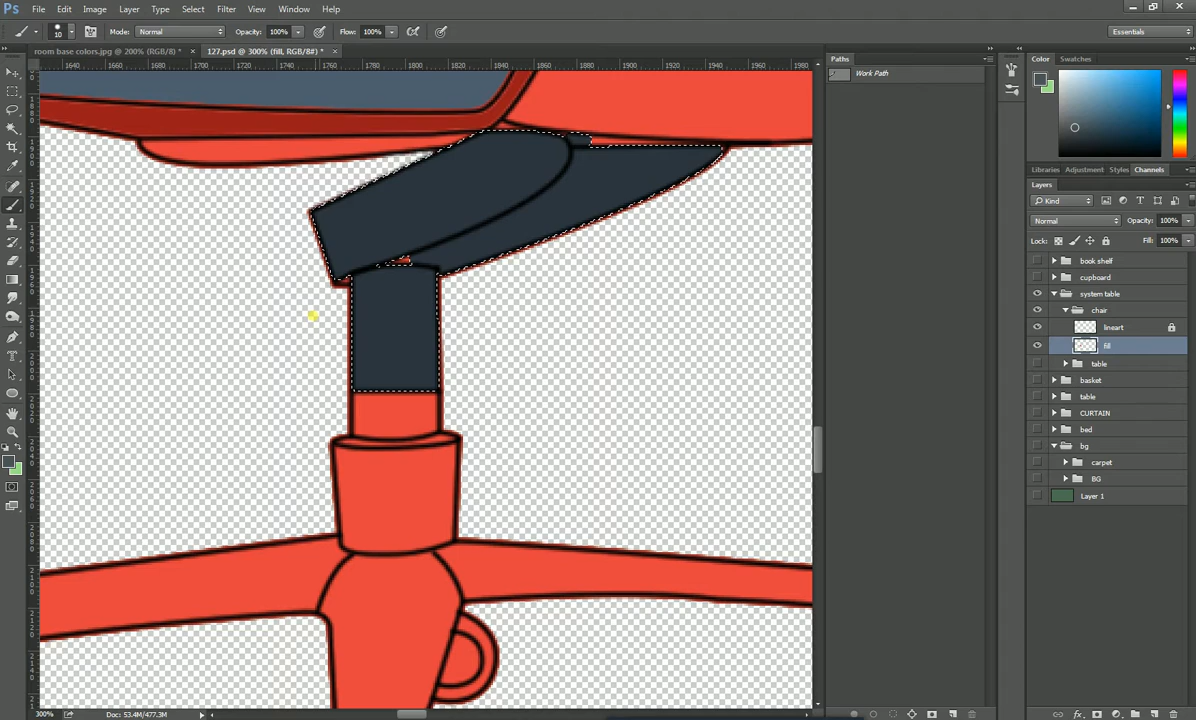 Ps File Edit Image Layer Type Select Filter View Window Help
10 Mode: Normal Opacity: 100% Flow: 100% Essentials
room base colors.jpg @ 200% (RGB/8) * × 127.psd @ 300% (fill, RGB/8#) * ×
1640 1660 1680 1700 1720 1740 1760 1780 1800 1820 1840 1860 1880 1900 1920 1940 1960 1980
Paths
Work Path
Color Swatches
Libraries Adjustment Styles Channels
Layers
Kind
Normal Opacity: 100%
Lock: Fill: 100%
book shelf
cupboard
system table
chair
lineart
fill
table
basket
table
CURTAIN
bed
bg
carpet
BG
Layer 1
300% Doc: 53.4M/477.3M